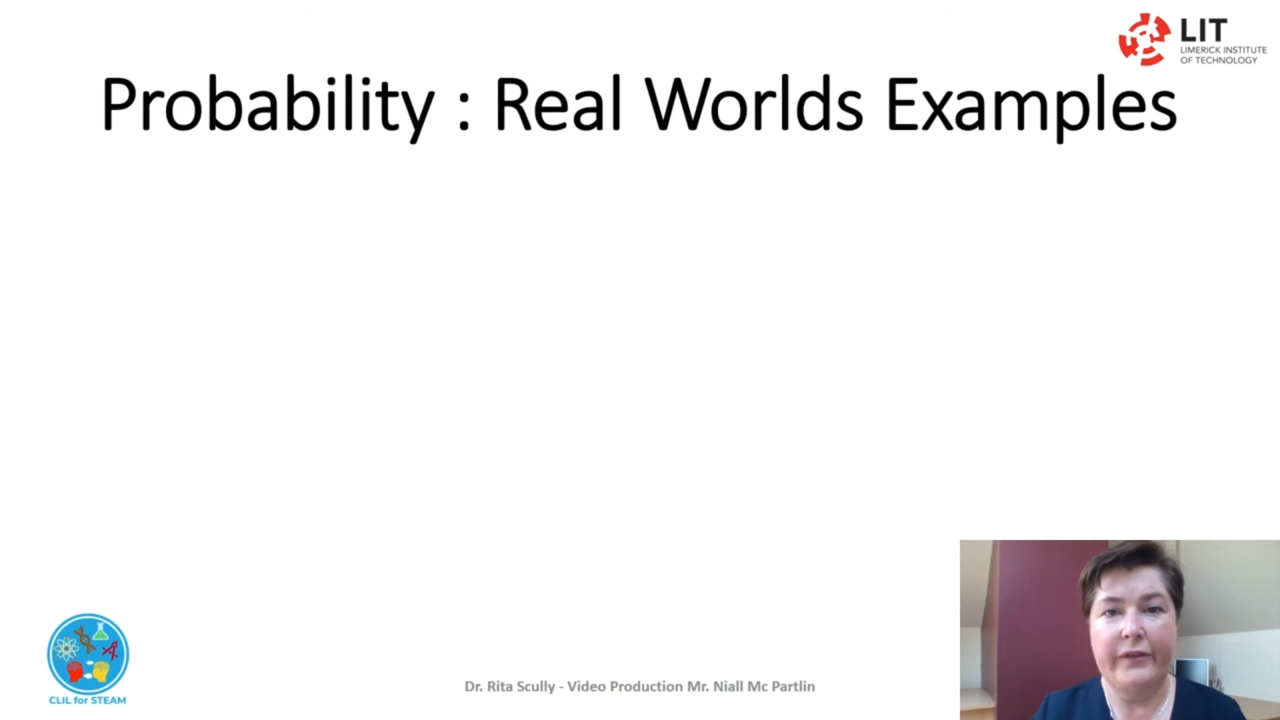 LIT
LIMERICK INSTITUTE
OF TECHNOLOGY
Probability : Real Worlds Examples
CLIL for STEAM
Dr. Rita Scully - Video Production Mr. Niall Mc Partlin